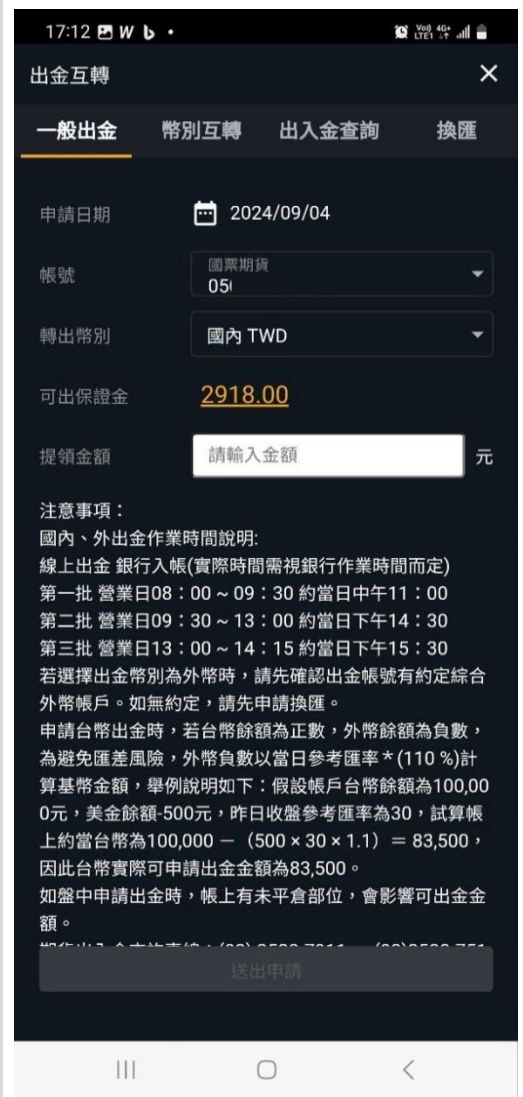 17:12
出金互轉
一般出金 幣別互轉 出入金查詢 換匯
申請日期 2024/09/04
帳號 國票期貨
05
轉出幣別 國內 TWD
可出保證金 2918.00
提領金額 請輸入金額 元
注意事項：
國內、外出金作業時間說明:
線上出金 銀行入帳(實際時間需視銀行作業時間而定)
第一批 營業日08：00 ~ 09：30 約當日中午11：00
第二批 營業日09：30 ~ 13：00 約當日下午14：30
第三批 營業日13：00 ~ 14：15 約當日下午15：30
若選擇出金幣別為外幣時，請先確認出金帳號有約定綜合
外幣帳戶。如無約定，請先申請換匯。
申請台幣出金時，若台幣餘額為正數，外幣餘額為負數，
為避免匯差風險，外幣負數以當日參考匯率*(110 %)計
算基幣金額，舉例說明如下：假設帳戶台幣餘額為100,00
0元，美金餘額-500元，昨日收盤參考匯率為30，試算帳
上約當台幣為100,000 － （500 × 30 × 1.1） ＝ 83,500，
因此台幣實際可申請出金金額為83,500。
如盤中申請出金時，帳上有未平倉部位，會影響可出金金
額。
送出申請